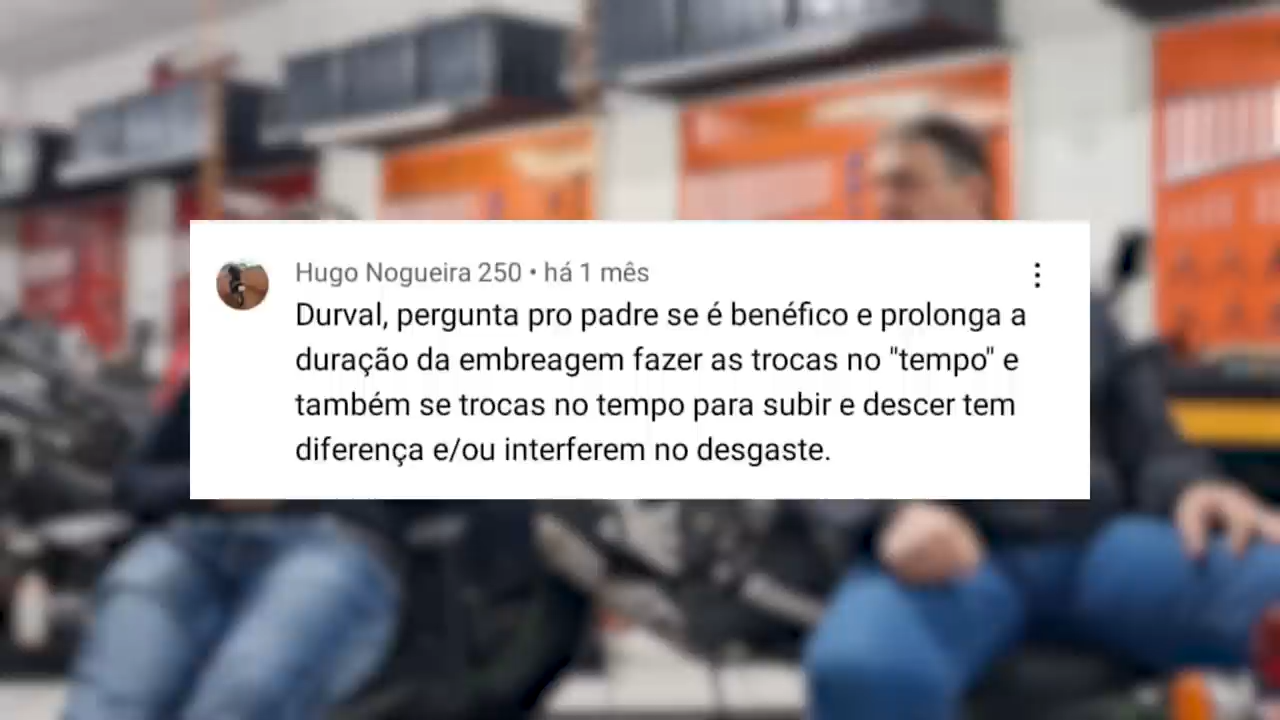 Hugo Nogueira 250 • há 1 mês
Durval, pergunta pro padre se é benéfico e prolonga a
duração da embreagem fazer as trocas no "tempo" e
também se trocas no tempo para subir e descer tem
diferença e/ou interferem no desgaste.